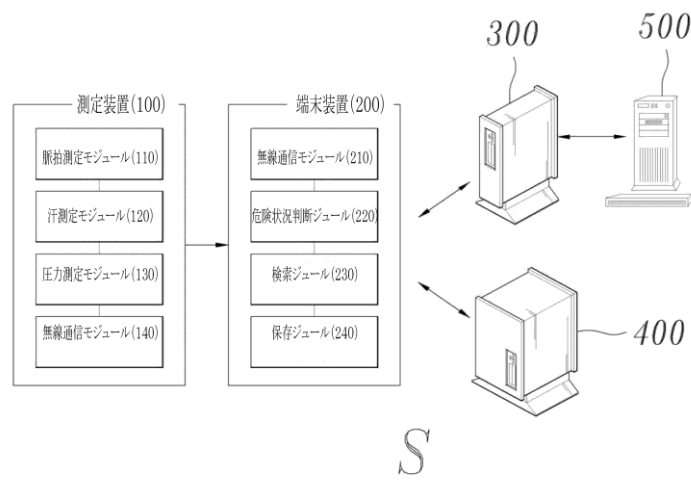 300
500
測定装置(100)
端末装置(200)
脈拍測定モジュール(110)
無線通信モジュール(210)
汗測定モジュール(120)
危険状況判断ジュール(220)
圧力測定モジュール(130)
検索ジュール(230)
無線通信モジュール(140)
保存ジュール(240)
400
S